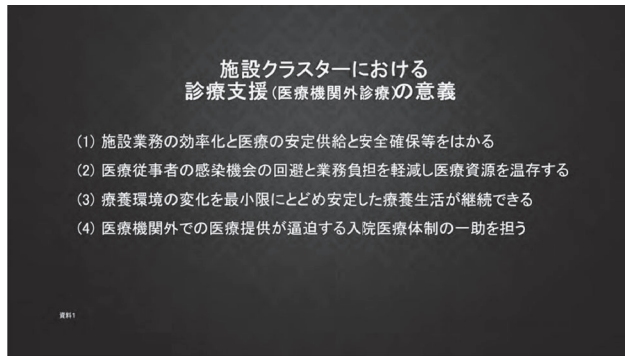 施設クラスターにおける
診療支援(医療機関外診療)の意義
(1) 施設業務の効率化と医療の安定供給と安全確保等をはかる
(2) 医療従事者の感染機会の回避と業務負担を軽減し医療資源を温存する
(3) 療養環境の変化を最小限にとどめ安定した療養生活が継続できる
(4) 医療機関外での医療提供が逼迫する入院医療体制の一助を担う
資料1